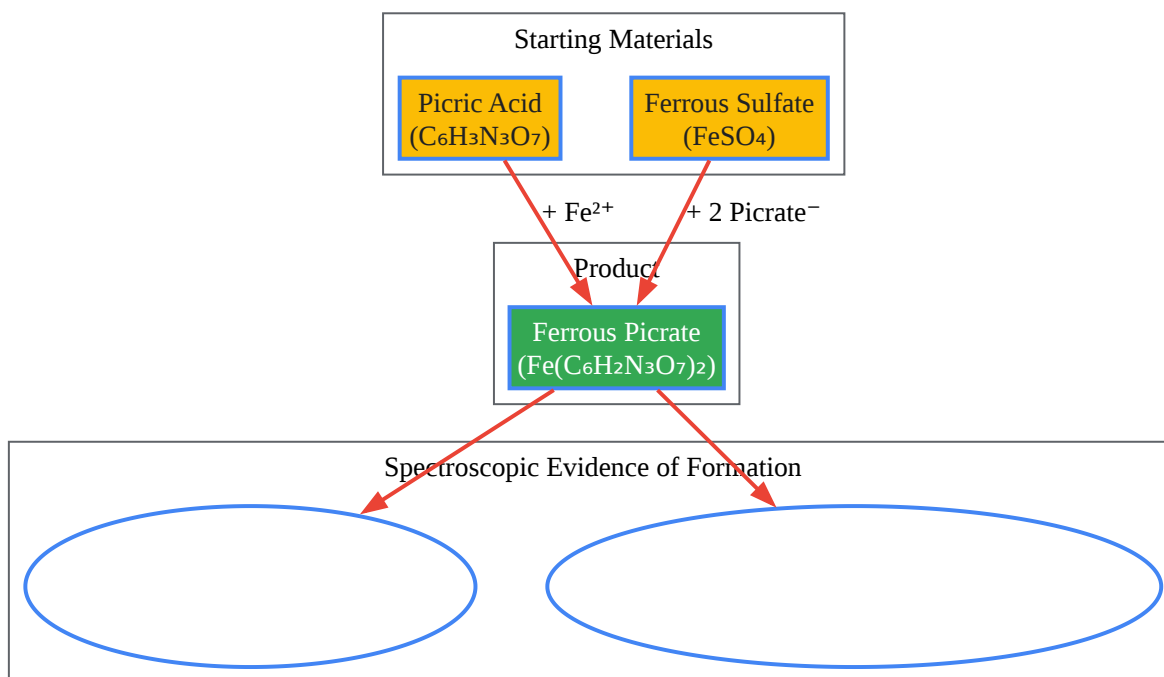 Starting Materials
Picric Acid
(C₆H₃N₃O₇)
Ferrous Sulfate
(FeSO₄)
+ Fe²⁺
+ 2 Picrate⁻
Product
Ferrous Picrate
(Fe(C₆H₂N₃O₇)₂)
Spectroscopic Evidence of Formation